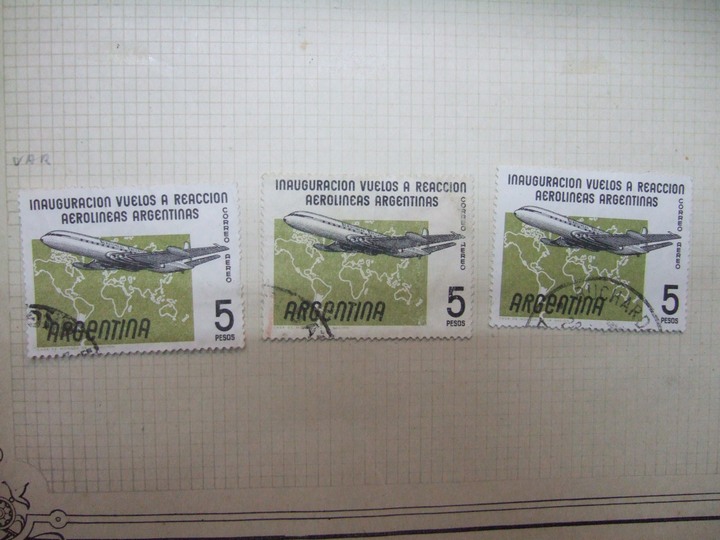 VAR
INAUGURACION VUELOS A REACCION
AEROLINEAS ARGENTINAS
CORREO AEREO
ARGENTINA
5
PESOS
INAUGURACION VUELOS A REACCION
AEROLINEAS ARGENTINAS
CORREO AEREO
ARGENTINA
5
PESOS
INAUGURACION VUELOS A REACCION
AEROLINEAS ARGENTINAS
CORREO AEREO
ARGENTINA
5
PESOS